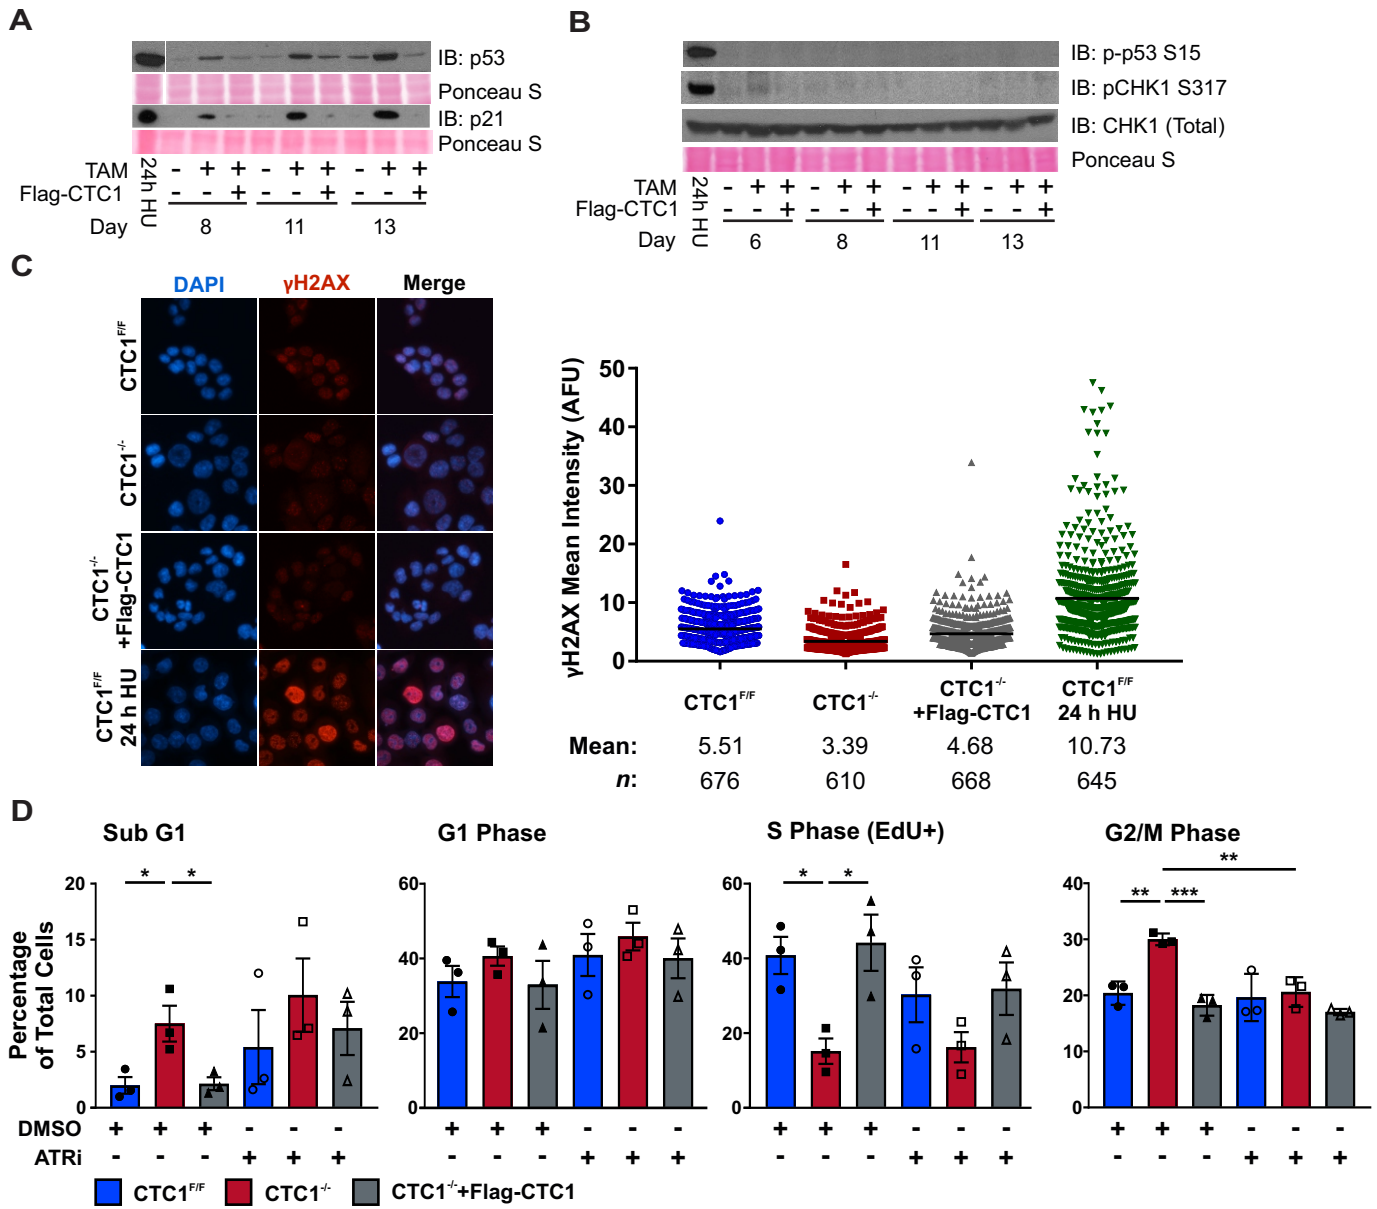 A
IB: p53
Ponceau S
IB: p21
Ponceau S
TAM - + + - + + - + +
Flag-CTC1 - - + - - + - - +
24h HU
Day 8 11 13
B
IB: p-p53 S15
IB: pCHK1 S317
IB: CHK1 (Total)
Ponceau S
TAM - + + - + + - + + - + +
Flag-CTC1 - - + - - + - - + - - +
24h HU
Day 6 8 11 13
C
DAPI γH2AX Merge
CTC1F/F
CTC1-/-
CTC1-/-
+Flag-CTC1
CTC1F/F
24 h HU
γH2AX Mean Intensity (AFU)
50
40
30
20
10
0
CTC1F/F CTC1-/- CTC1-/- +Flag-CTC1 CTC1F/F 24 h HU
Mean: 5.51 3.39 4.68 10.73
n: 676 610 668 645
D
Sub G1 G1 Phase S Phase (EdU+) G2/M Phase
Percentage
of Total Cells
20
15
10
5
0
* *
60
40
20
0
60
40
20
0
* *
40
30
20
10
0
** *** **
DMSO + + + - - - + + + - - - + + + - - - + + + - - -
ATRi - - - + + + - - - + + + - - - + + + - - - + + +
CTC1F/F CTC1-/- CTC1-/-+Flag-CTC1